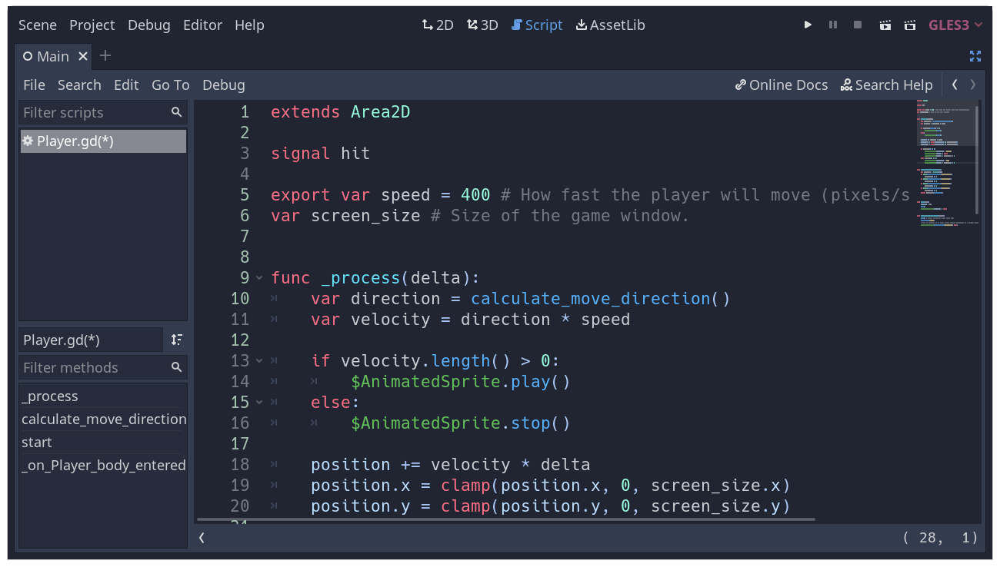 Scene Project Debug Editor Help 2D 3D Script AssetLib GLES3
Main
File Search Edit Go To Debug Online Docs Search Help
Filter scripts
Player.gd(*)
Player.gd(*)
Filter methods
_process
calculate_move_direction
start
_on_Player_body_entered
1 extends Area2D
2
3 signal hit
4
5 export var speed = 400 # How fast the player will move (pixels/s
6 var screen_size # Size of the game window.
7
8
9 func _process(delta):
10 var direction = calculate_move_direction()
11 var velocity = direction * speed
12
13 if velocity.length() > 0:
14 $AnimatedSprite.play()
15 else:
16 $AnimatedSprite.stop()
17
18 position += velocity * delta
19 position.x = clamp(position.x, 0, screen_size.x)
20 position.y = clamp(position.y, 0, screen_size.y)
( 28, 1)